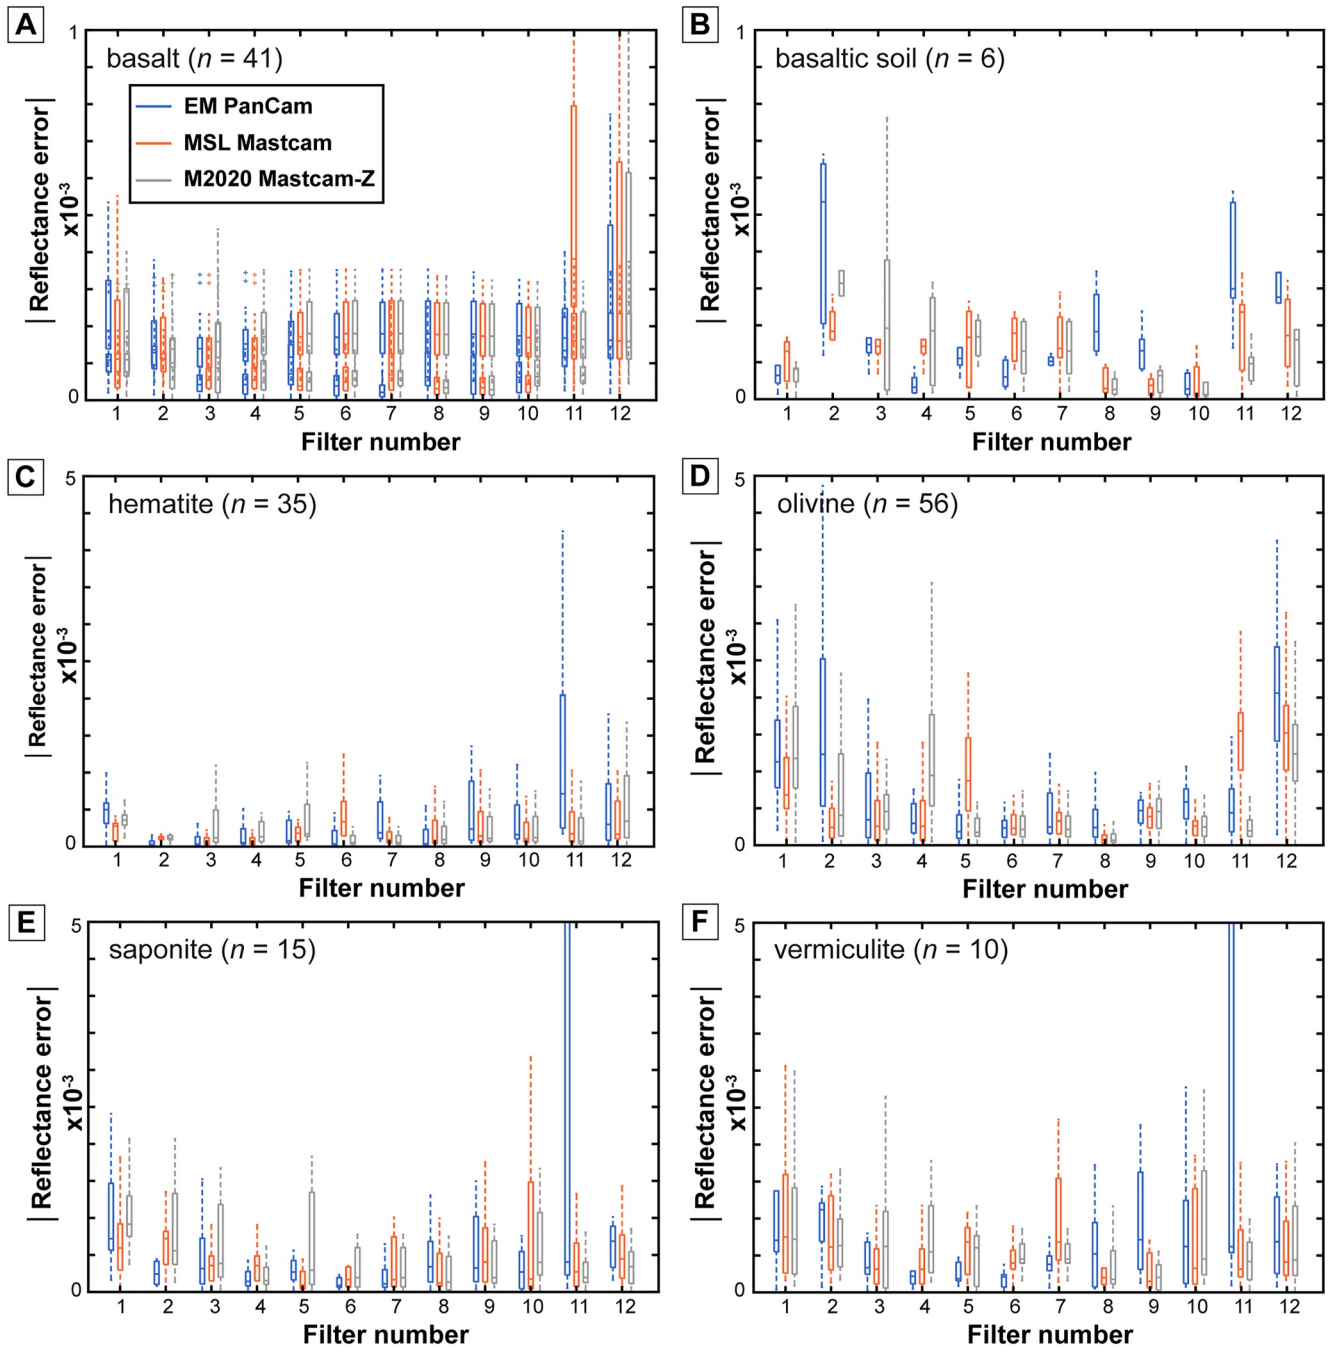 A
basalt (n = 41)
EM PanCam
MSL Mastcam
M2020 Mastcam-Z
1
0
| Reflectance error|
x10-3
1 2 3 4 5 6 7 8 9 10 11 12
Filter number
B
basaltic soil (n = 6)
1
0
| Reflectance error|
x10-3
1 2 3 4 5 6 7 8 9 10 11 12
Filter number
C
hematite (n = 35)
5
0
|Reflectance error|
x10-3
1 2 3 4 5 6 7 8 9 10 11 12
Filter number
D
olivine (n = 56)
5
0
| Reflectance error|
x10-3
1 2 3 4 5 6 7 8 9 10 11 12
Filter number
E
saponite (n = 15)
5
0
| Reflectance error|
x10-3
1 2 3 4 5 6 7 8 9 10 11 12
Filter number
F
vermiculite (n = 10)
5
0
| Reflectance error|
x10-3
1 2 3 4 5 6 7 8 9 10 11 12
Filter number